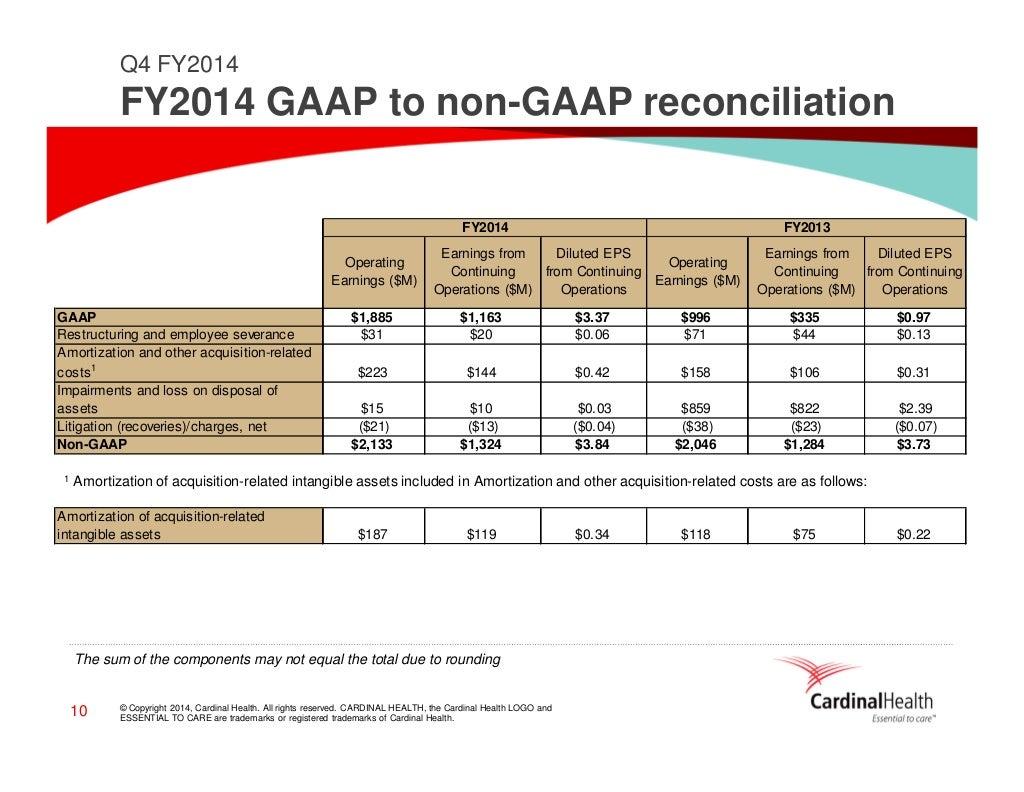 Q4 FY2014
FY2014 GAAP to non-GAAP reconciliation
FY2014 FY2013
Operating Earnings ($M) Earnings from Continuing Operations ($M) Diluted EPS from Continuing Operations Operating Earnings ($M) Earnings from Continuing Operations ($M) Diluted EPS from Continuing Operations
GAAP $1,885 $1,163 $3.37 $996 $335 $0.97
Restructuring and employee severance $31 $20 $0.06 $71 $44 $0.13
Amortization and other acquisition-related
costs1 $223 $144 $0.42 $158 $106 $0.31
Impairments and loss on disposal of
assets $15 $10 $0.03 $859 $822 $2.39
Litigation (recoveries)/charges, net ($21) ($13) ($0.04) ($38) ($23) ($0.07)
Non-GAAP $2,133 $1,324 $3.84 $2,046 $1,284 $3.73
1 Amortization of acquisition-related intangible assets included in Amortization and other acquisition-related costs are as follows:
Amortization of acquisition-related
intangible assets $187 $119 $0.34 $118 $75 $0.22
The sum of the components may not equal the total due to rounding
10
© Copyright 2014, Cardinal Health. All rights reserved. CARDINAL HEALTH, the Cardinal Health LOGO and
ESSENTIAL TO CARE are trademarks or registered trademarks of Cardinal Health.
CardinalHealth
Essential to care™